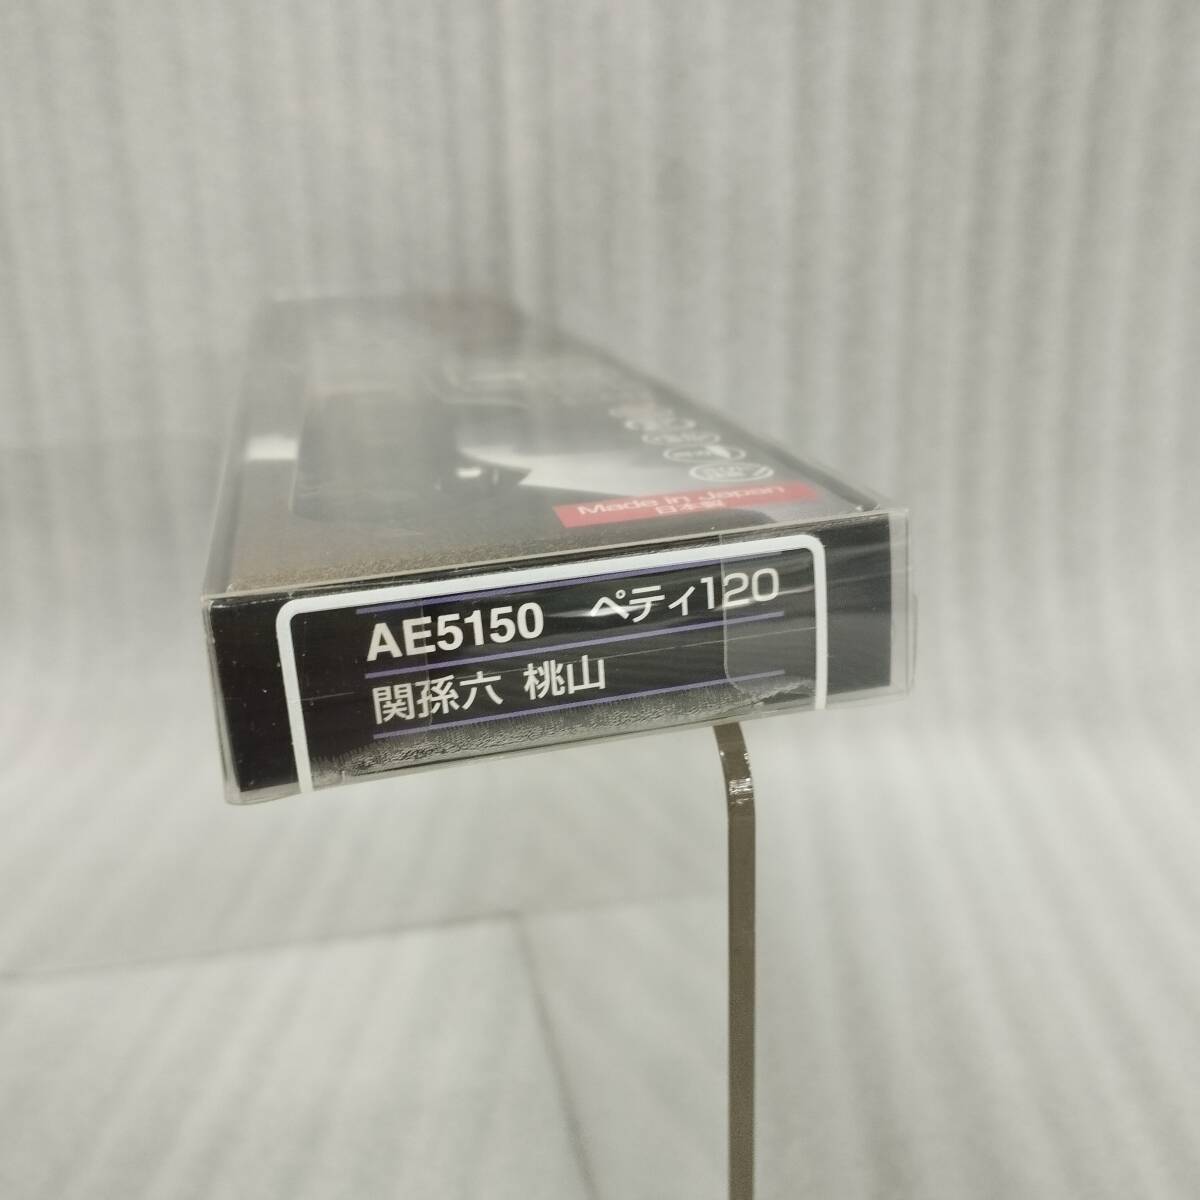 Made in Japan
日本製
AE5150 ペティ120
関孫六 桃山